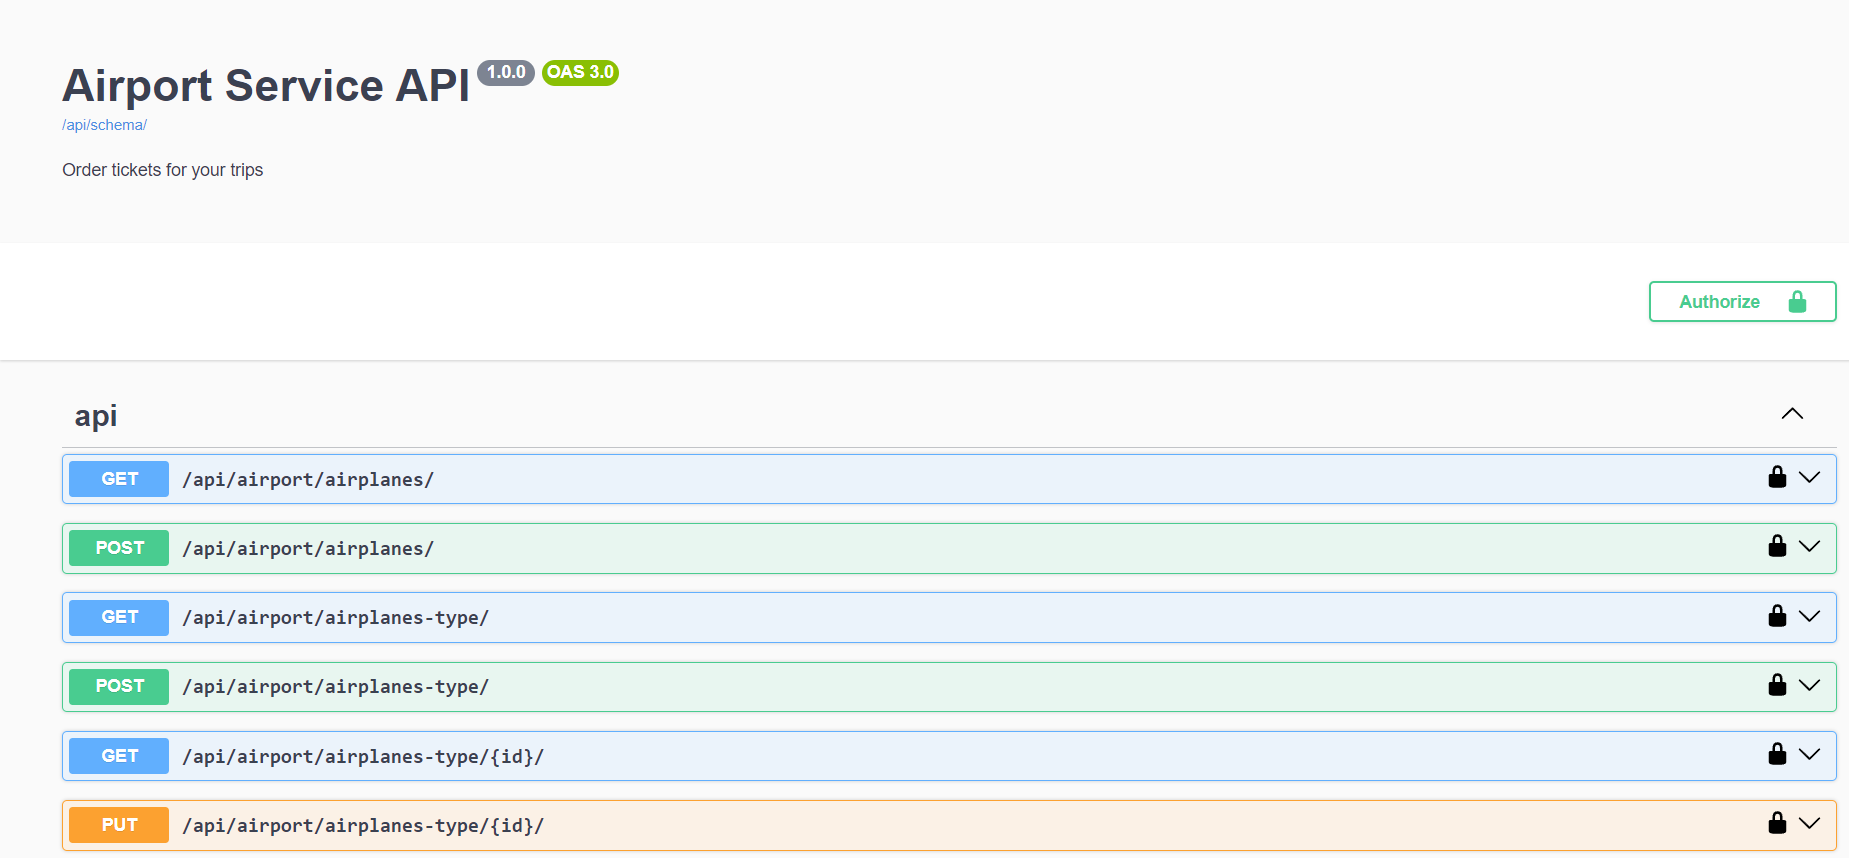 Airport Service API 1.0.0 OAS 3.0
/api/schema/
Order tickets for your trips
Authorize
api
GET /api/airport/airplanes/
POST /api/airport/airplanes/
GET /api/airport/airplanes-type/
POST /api/airport/airplanes-type/
GET /api/airport/airplanes-type/{id}/
PUT /api/airport/airplanes-type/{id}/